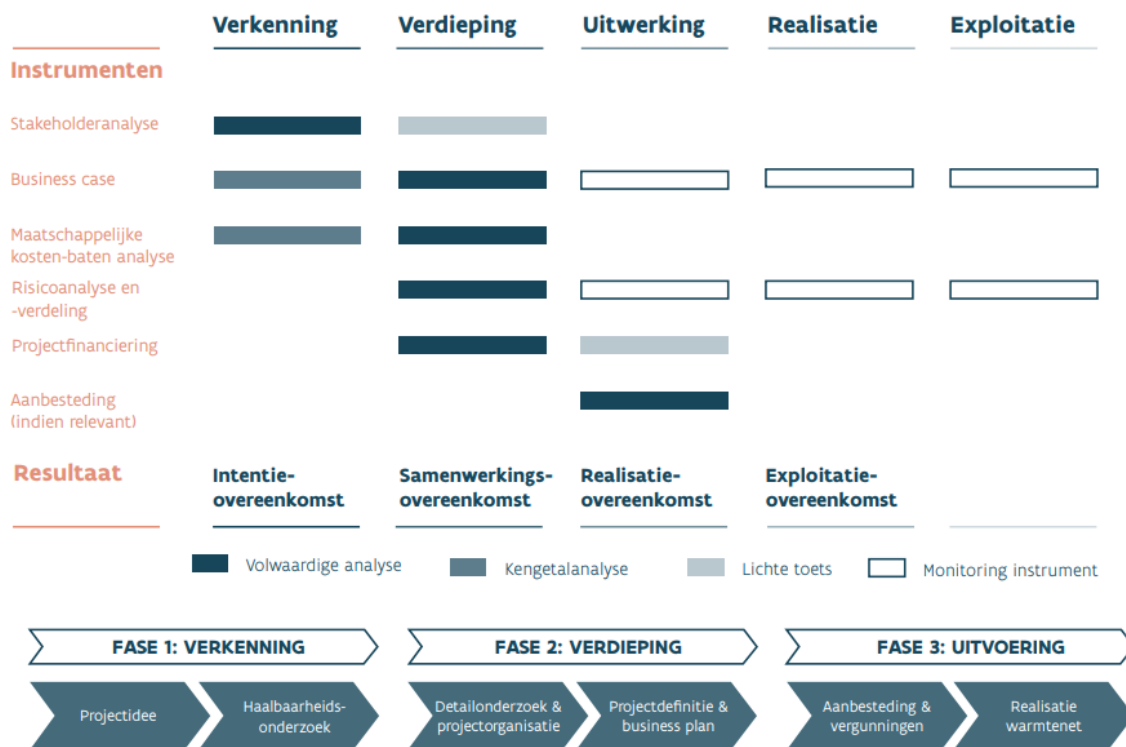 Verkenning
Verdieping
Uitwerking
Realisatie
Exploitatie
Instrumenten
Stakeholderanalyse
Business case
Maatschappelijke
kosten-baten analyse
Risicoanalyse en
-verdeling
Projectfinanciering
Aanbesteding
(indien relevant)
Resultaat
Intentie-
overeenkomst
Samenwerkings-
overeenkomst
Realisatie-
overeenkomst
Exploitatie-
overeenkomst
Volwaardige analyse
Kengetalanalyse
Lichte toets
Monitoring instrument
FASE 1: VERKENNING
FASE 2: VERDIEPING
FASE 3: UITVOERING
Projectidee
Haalbaarheids-
onderzoek
Detailonderzoek &
projectorganisatie
Projectdefinitie &
business plan
Aanbesteding &
vergunningen
Realisatie
warmtenet